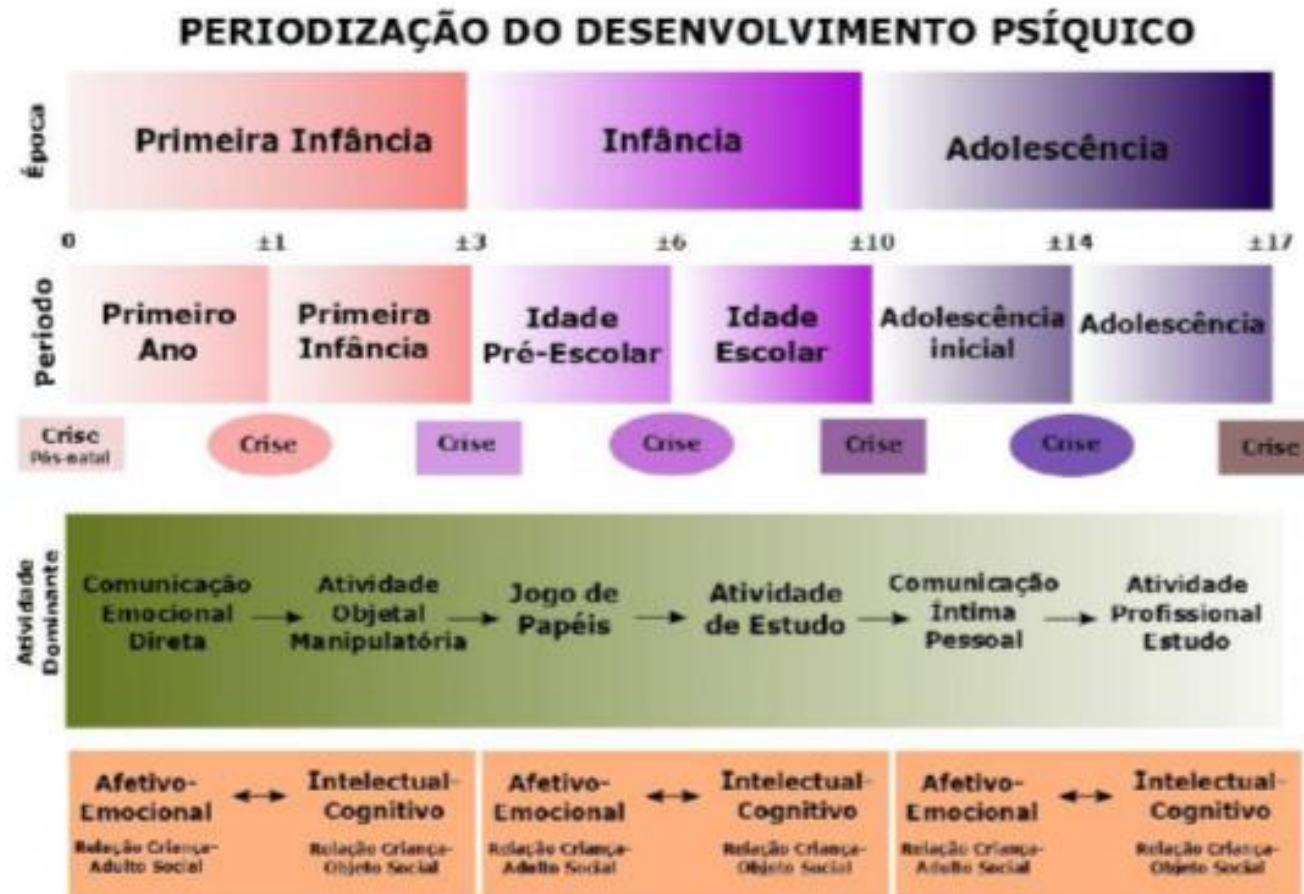 PERIODIZAÇÃO DO DESENVOLVIMENTO PSÍQUICO
Época
Primeira Infância
Infância
Adolescência
0
±1
±3
±6
±10
±14
±17
Periodo
Primeiro
Ano
Primeira
Infância
Idade
Pré-Escolar
Idade
Escolar
Adolescência
inicial
Adolescência
Crise
Pós-natal
Crise
Crise
Crise
Crise
Crise
Crise
Atividade
Dominante
Comunicação
Emocional
Direta
Atividade
Objetal
Manipulatória
Jogo de
Papéis
Atividade
de Estudo
Comunicação
Íntima
Pessoal
Atividade
Profissional
Estudo
Afetivo-
Emocional
Relação Criança-
Adulto Social
Intelectual-
Cognitivo
Relação Criança-
Objeto Social
Afetivo-
Emocional
Relação Criança-
Adulto Social
Intelectual-
Cognitivo
Relação Criança-
Objeto Social
Afetivo-
Emocional
Relação Criança-
Adulto Social
Intelectual-
Cognitivo
Relação Criança-
Objeto Social